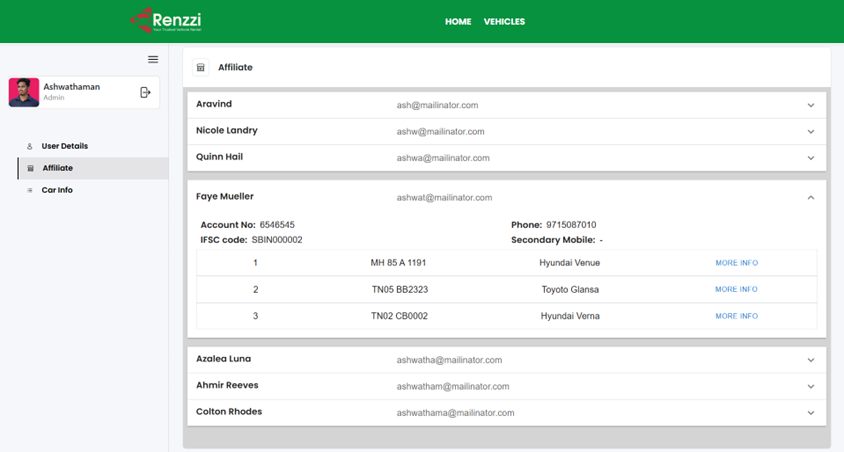 Renzzi
Your Trusted Vehicle Rental
HOME VEHICLES
Ashwathaman
Admin
User Details
Affiliate
Car Info
Affiliate
Aravind ash@mailinator.com
Nicole Landry ashw@mailinator.com
Quinn Hail ashwa@mailinator.com
Faye Mueller ashwat@mailinator.com
Account No: 6546545 Phone: 9715087010
IFSC code: SBIN000002 Secondary Mobile: -
1 MH 85 A 1191 Hyundai Venue MORE INFO
2 TN05 BB2323 Toyoto Glansa MORE INFO
3 TN02 CB0002 Hyundai Verna MORE INFO
Azalea Luna ashwatha@mailinator.com
Ahmir Reeves ashwatham@mailinator.com
Colton Rhodes ashwathama@mailinator.com